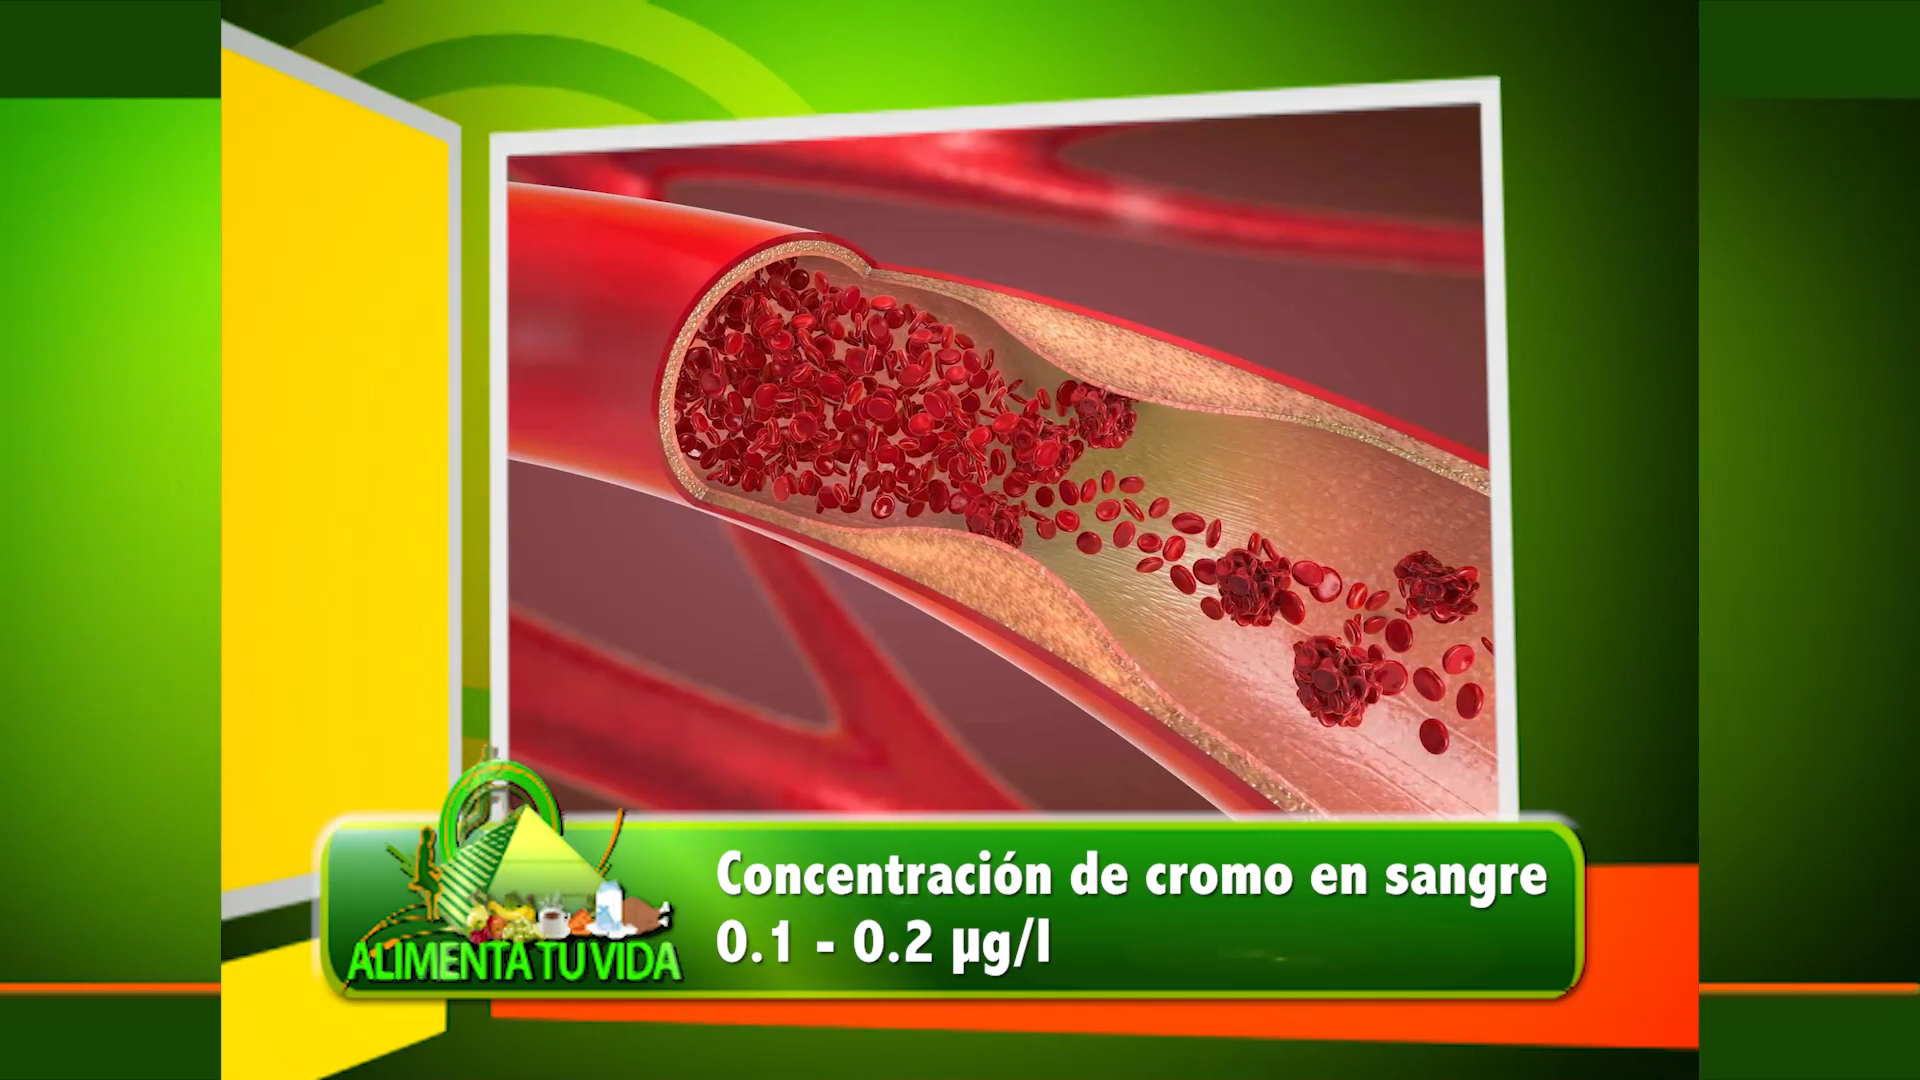 Concentración de cromo en sangre
0.1 - 0.2 µg/l
ALIMENTA TU VIDA